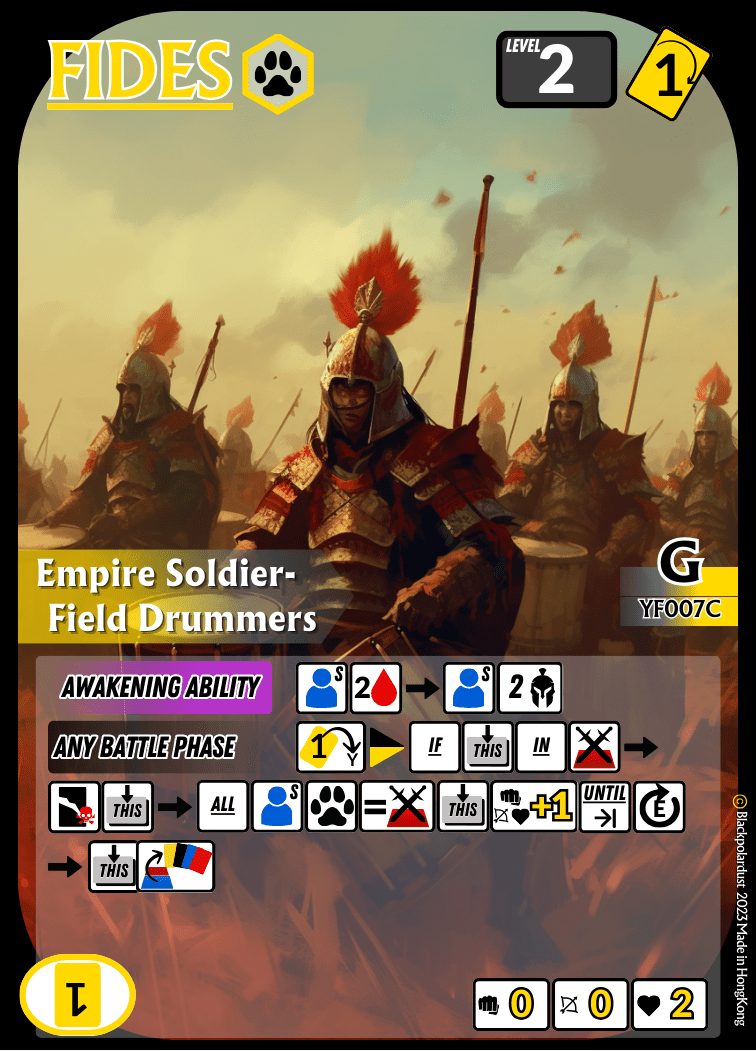 FIDES
LEVEL 2
1
Empire Soldier-
Field Drummers
G
YF007C
AWAKENING ABILITY S 2 S 2
ANY BATTLE PHASE 1 Y IF THIS IN
THIS ALL S = THIS +1 UNTIL E
THIS
1
0 0 2
© Blackpolardust 2023 Made in HongKong